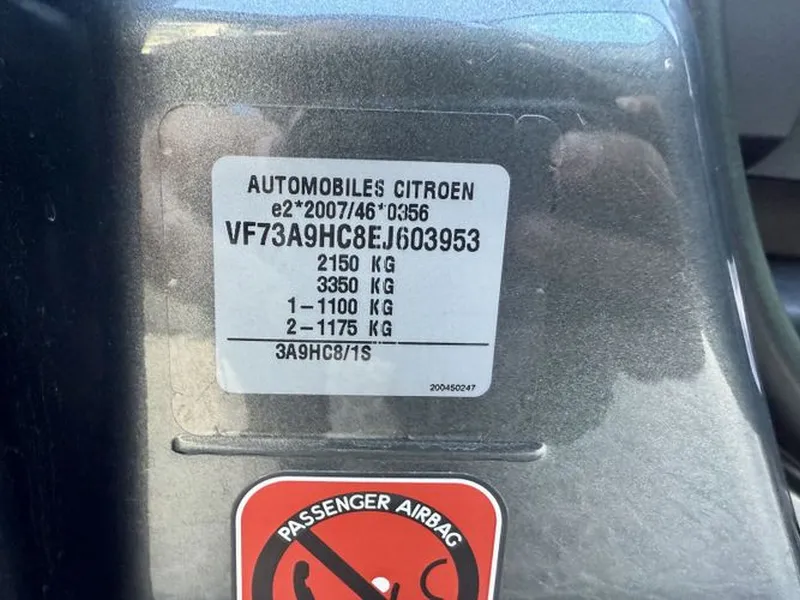 AUTOMOBILES CITROEN
e2*2007/46*0356
VF73A9HC8EJ603953
2150 KG
3350 KG
1-1100 KG
2-1175 KG
3A9HC8/1S
200450247
PASSENGER AIRBAG